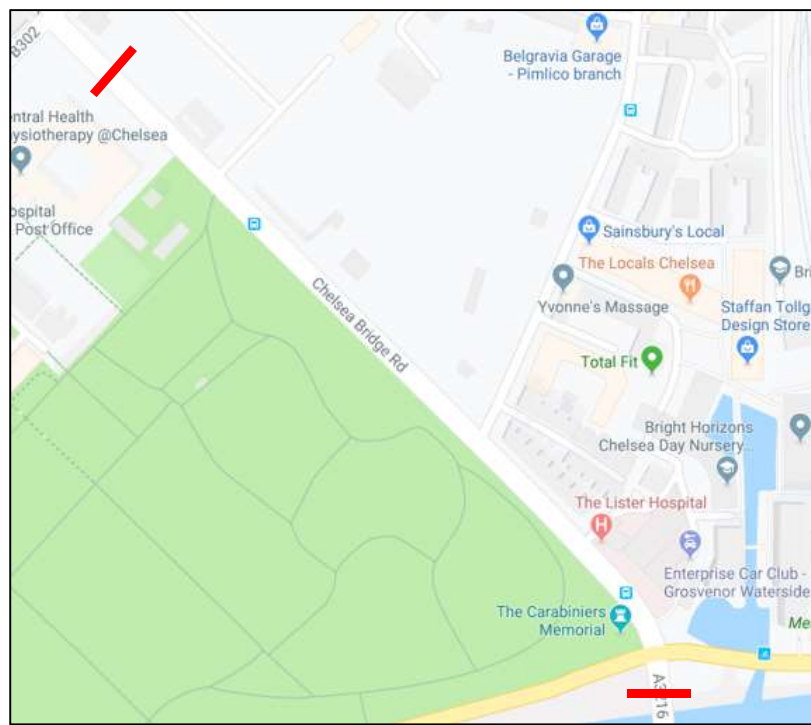 B302
Belgravia Garage
- Pimlico branch
entral Health
ysiotherapy @Chelsea
ospital
Post Office
Sainsbury's Local
The Locals Chelsea
Bri
Yvonne's Massage
Staffan Tollg
Design Store
Chelsea Bridge Rd
Total Fit
Bright Horizons
Chelsea Day Nursery...
The Lister Hospital
H
Enterprise Car Club -
Grosvenor Waterside
The Carabiniers
Memorial
Me